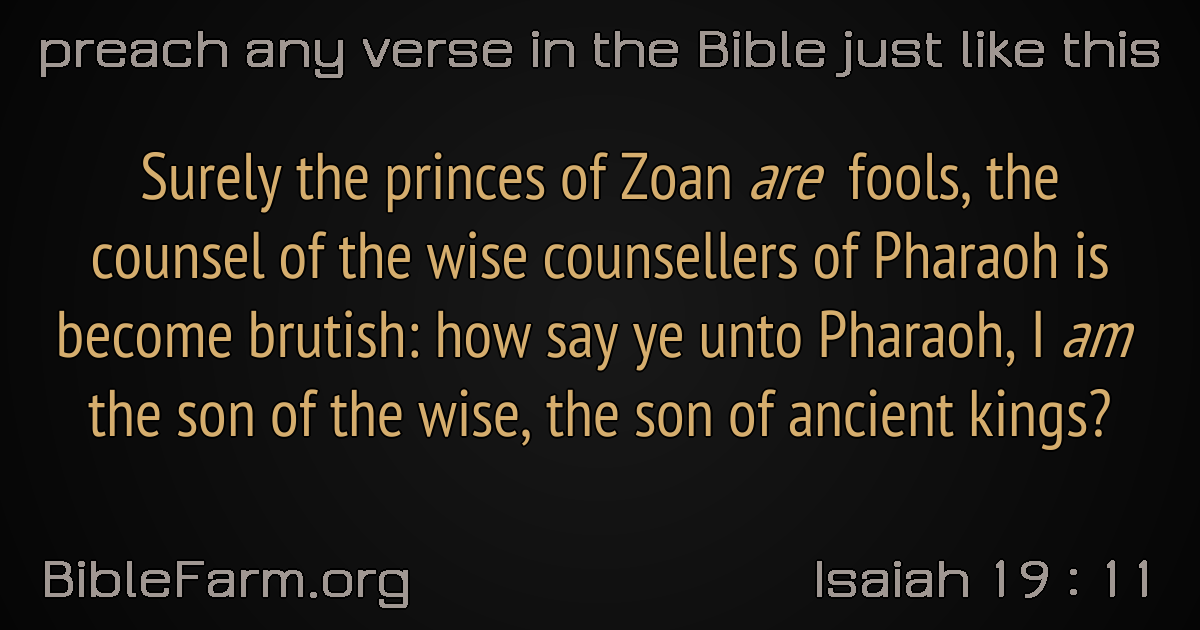 preach any verse in the Bible just like this
Surely the princes of Zoan are fools, the
counsel of the wise counsellers of Pharaoh is
become brutish: how say ye unto Pharaoh, I am
the son of the wise, the son of ancient kings?
BibleFarm.org
Isaiah 19 : 11